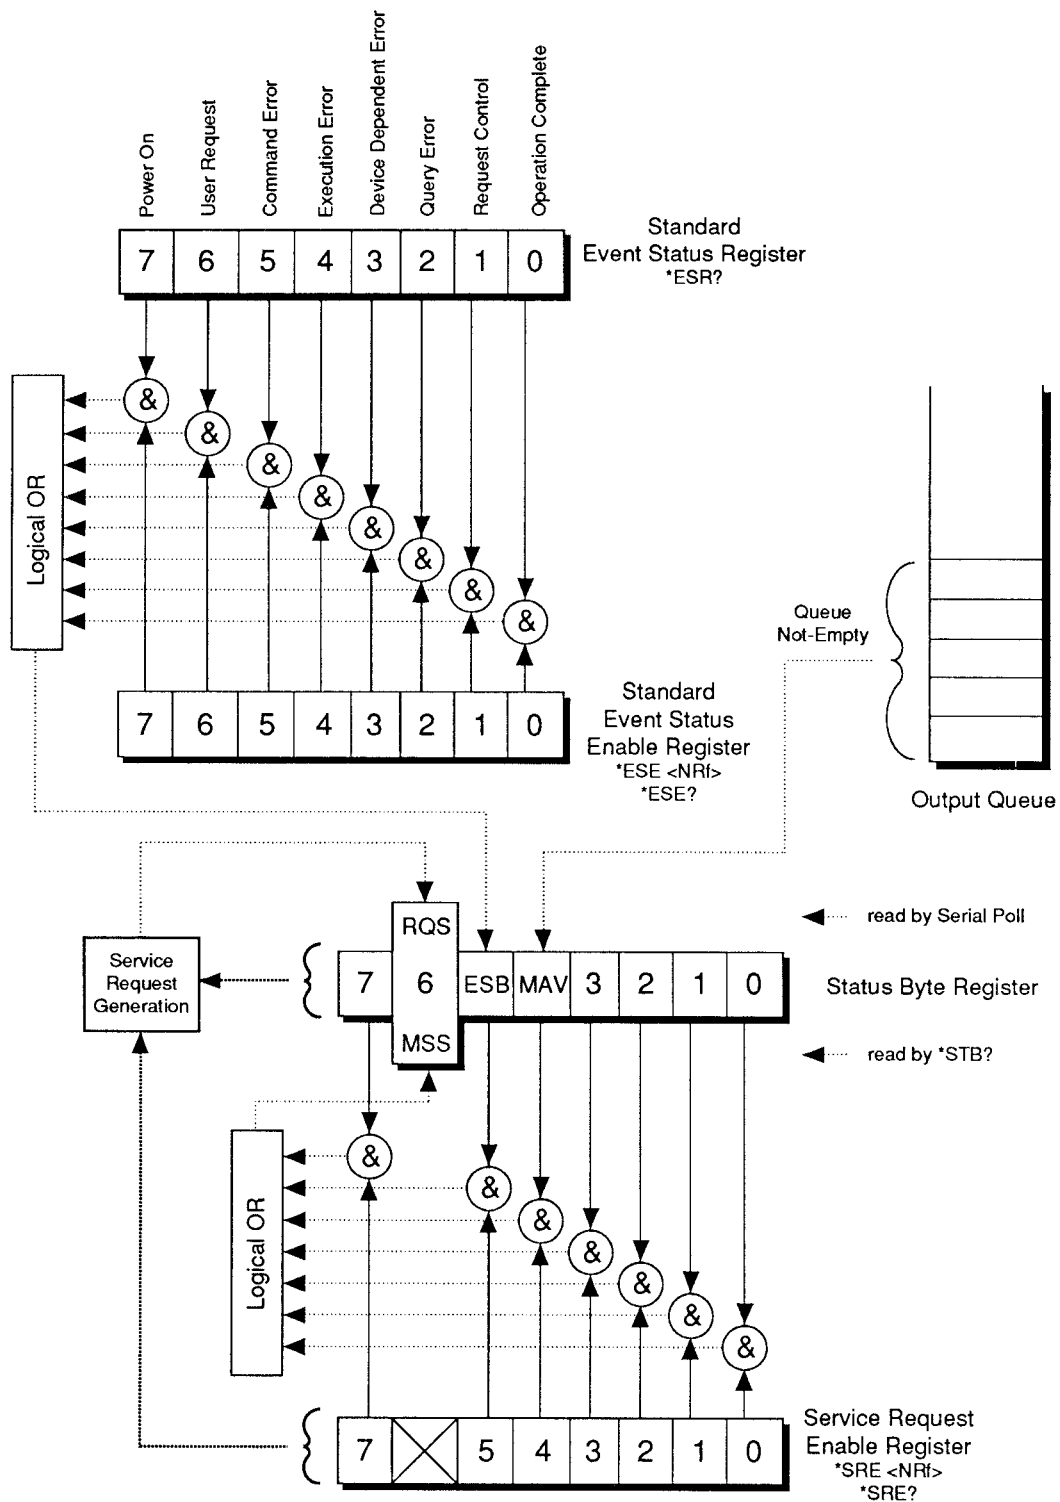 Power On
User Request
Command Error
Execution Error
Device Dependent Error
Query Error
Request Control
Operation Complete
7 6 5 4 3 2 1 0
Standard
Event Status Register
*ESR?
& & & & & & & &
Logical OR
Queue
Not-Empty
7 6 5 4 3 2 1 0
Standard
Event Status
Enable Register
*ESE <NRf>
*ESE?
Output Queue
read by Serial Poll
Service
Request
Generation
RQS
7 6 ESB MAV 3 2 1 0
MSS
Status Byte Register
read by *STB?
& & & & & & &
Logical OR
7 5 4 3 2 1 0
Service Request
Enable Register
*SRE <NRf>
*SRE?